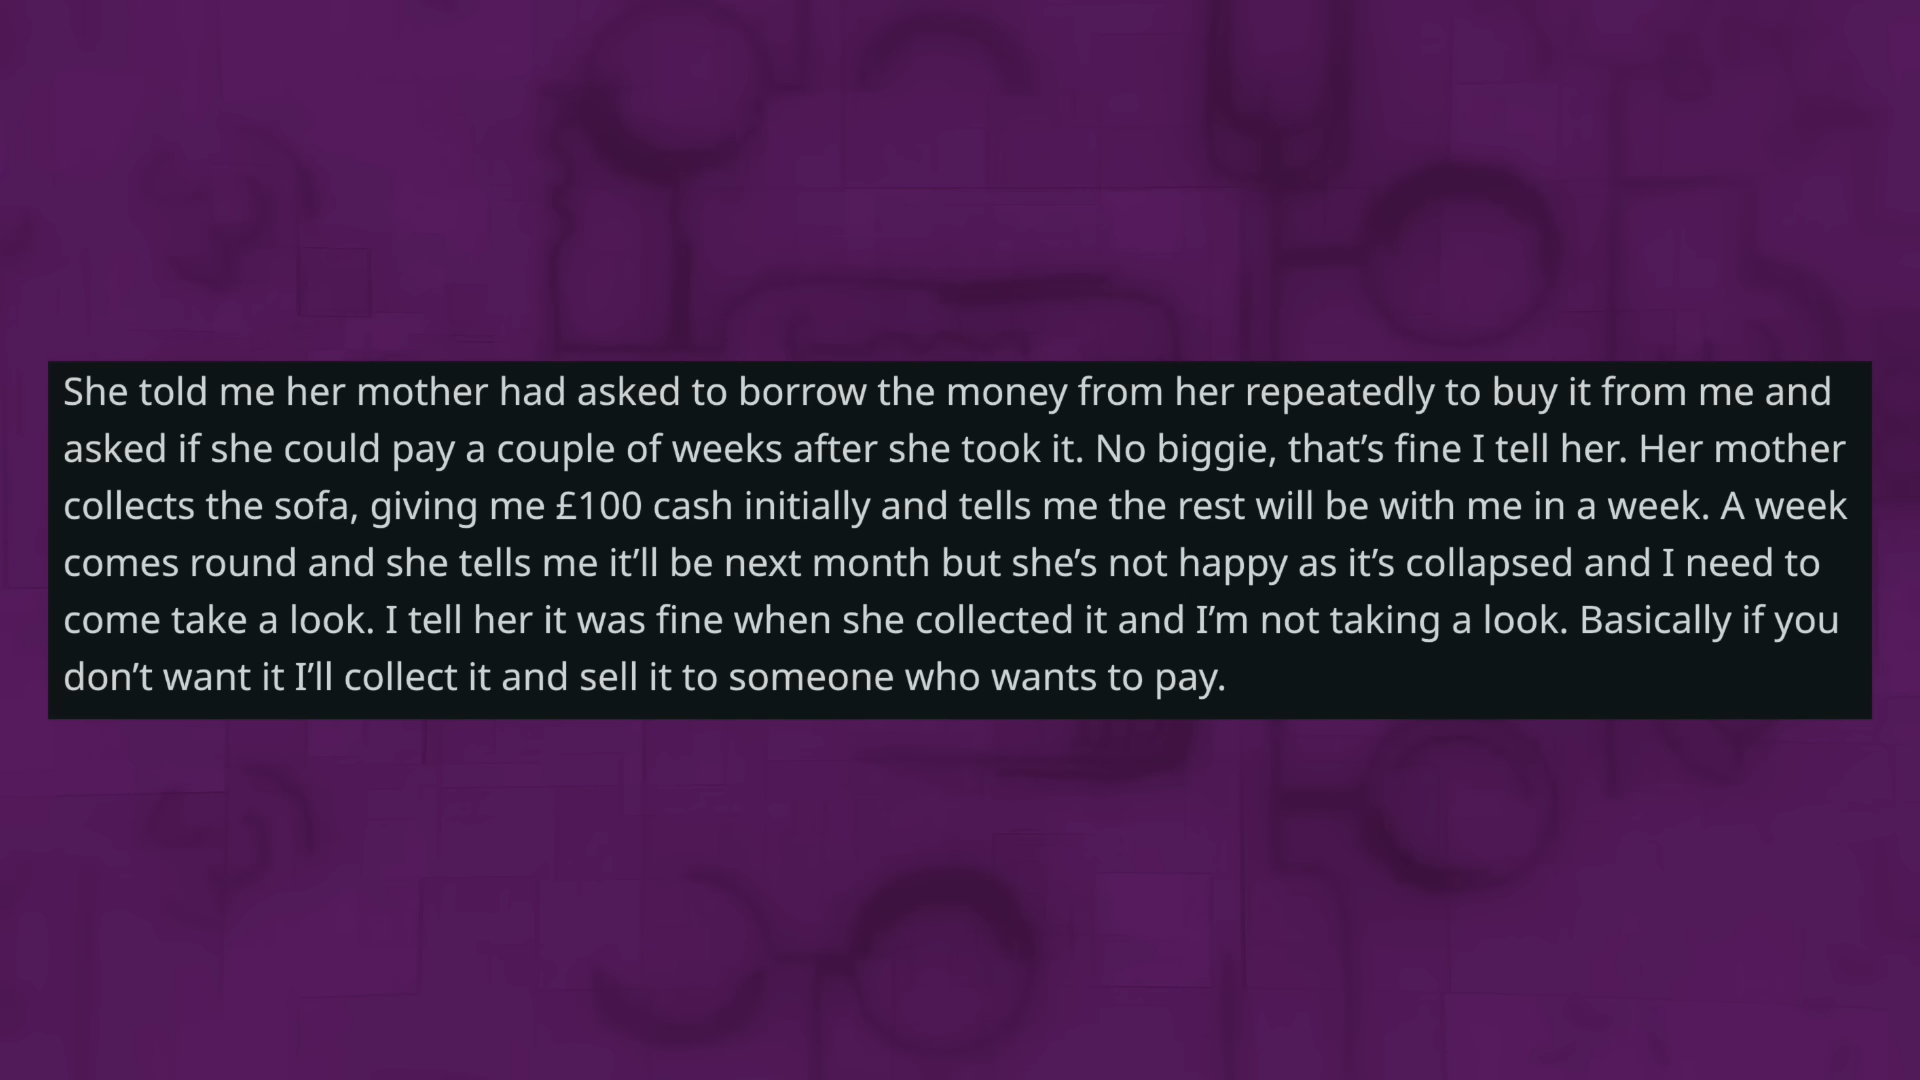 She told me her mother had asked to borrow the money from her repeatedly to buy it from me and
asked if she could pay a couple of weeks after she took it. No biggie, that’s fine I tell her. Her mother
collects the sofa, giving me £100 cash initially and tells me the rest will be with me in a week. A week
comes round and she tells me it’ll be next month but she’s not happy as it’s collapsed and I need to
come take a look. I tell her it was fine when she collected it and I’m not taking a look. Basically if you
don’t want it I’ll collect it and sell it to someone who wants to pay.